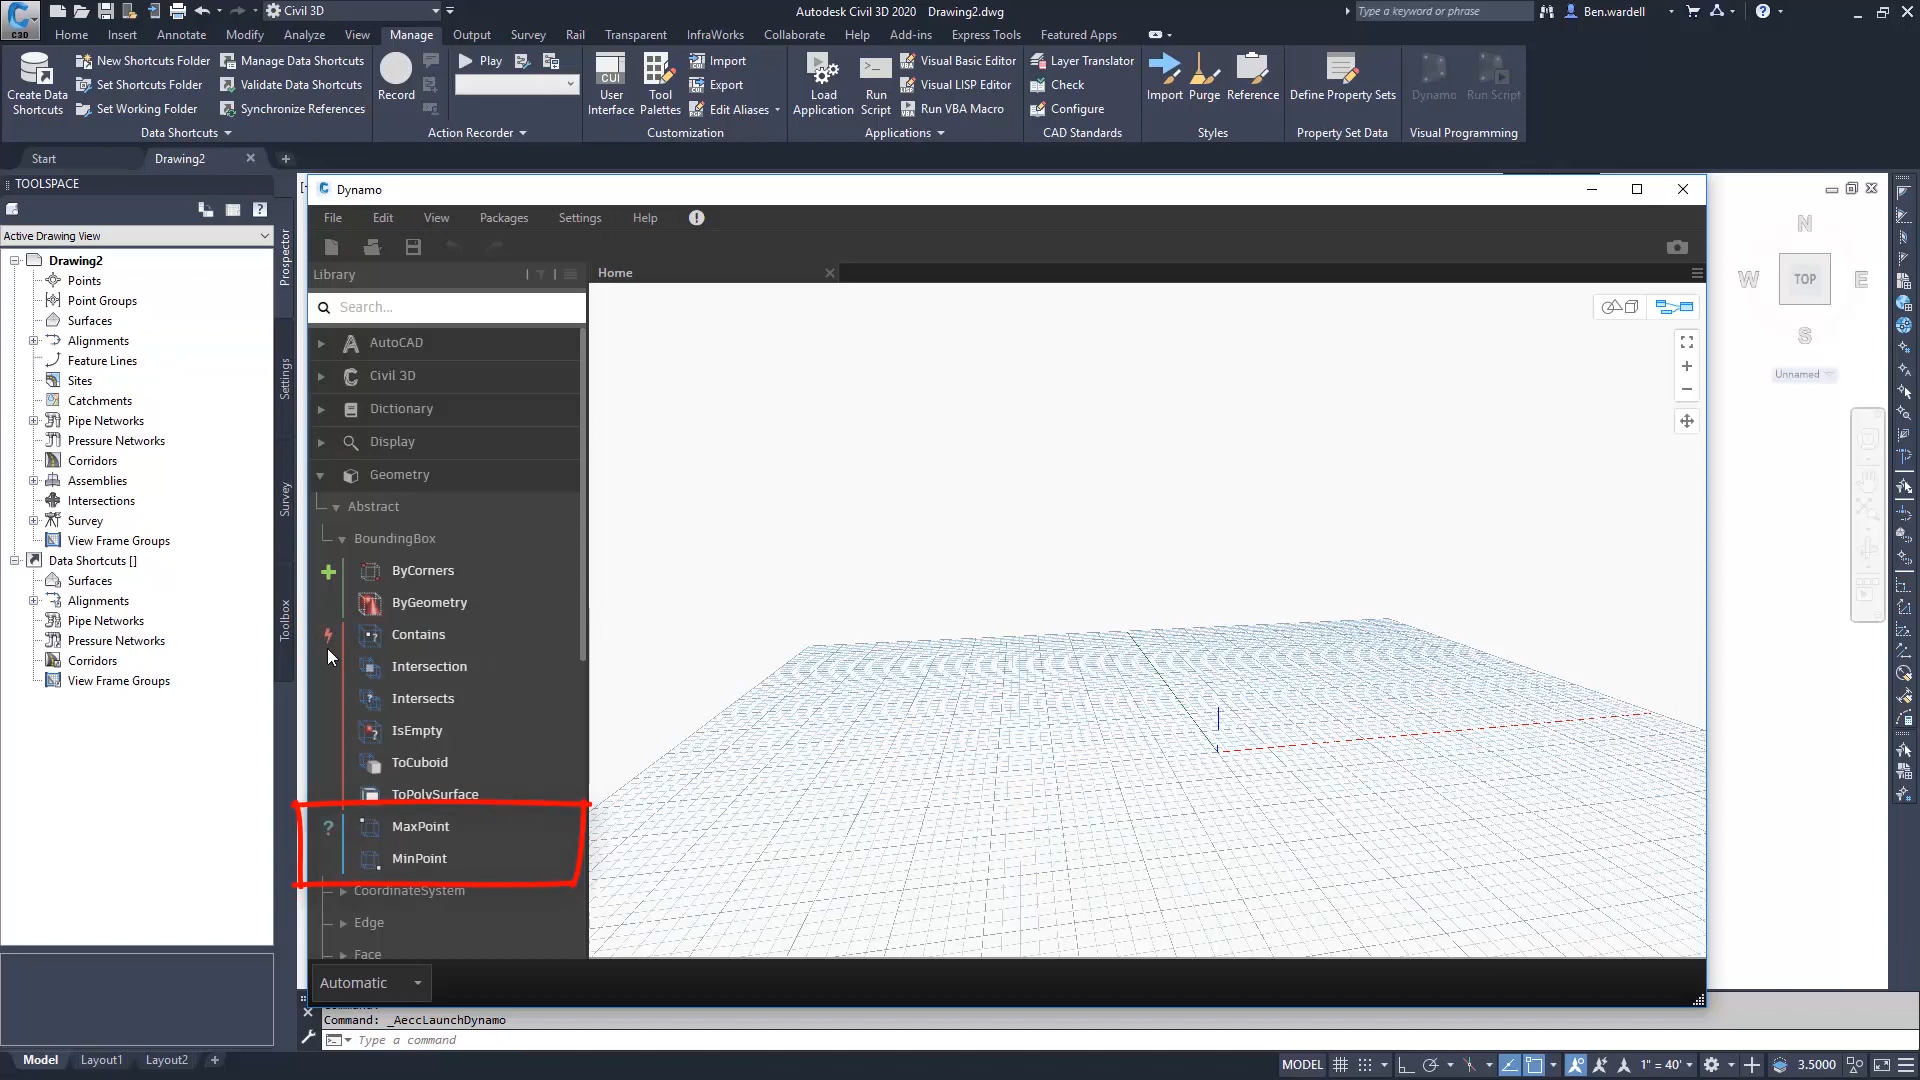 Civil 3D
Autodesk Civil 3D 2020 Drawing2.dwg
Type a keyword or phrase
Ben.wardell
C3D
Home Insert Annotate Modify Analyze View Manage Output Survey Rail Transparent InfraWorks Collaborate Help Add-ins Express Tools Featured Apps
Create Data Shortcuts
New Shortcuts Folder
Set Shortcuts Folder
Set Working Folder
Manage Data Shortcuts
Validate Data Shortcuts
Synchronize References
Data Shortcuts
Record
Play
Action Recorder
CUI
User Interface
Tool Palettes
Import
Export
Edit Aliases
Customization
Load Application
Run Script
Visual Basic Editor
Visual LISP Editor
Run VBA Macro
Applications
Layer Translator
Check
Configure
CAD Standards
Import
Purge
Reference
Styles
Define Property Sets
Property Set Data
Dynamo
Run Script
Visual Programming
Start
Drawing2
TOOLSPACE
Active Drawing View
Drawing2
Points
Point Groups
Surfaces
Alignments
Feature Lines
Sites
Catchments
Pipe Networks
Pressure Networks
Corridors
Assemblies
Intersections
Survey
View Frame Groups
Data Shortcuts []
Surfaces
Alignments
Pipe Networks
Pressure Networks
Corridors
View Frame Groups
Prospector
Settings
Survey
Toolbox
Dynamo
File Edit View Packages Settings Help
Library
Search...
AutoCAD
Civil 3D
Dictionary
Display
Geometry
Abstract
BoundingBox
ByCorners
ByGeometry
Contains
Intersection
Intersects
IsEmpty
ToCuboid
ToPolySurface
MaxPoint
MinPoint
CoordinateSystem
Edge
Face
Automatic
Home
N
W
TOP
E
S
Unnamed
Command: _AeccLaunchDynamo
Type a command
Model Layout1 Layout2
MODEL
1" = 40'
3.5000